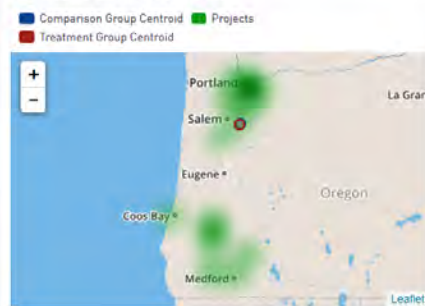 Comparison Group Centroid Projects
Treatment Group Centroid
+
Portland
−
La Gran
Salem
Eugene
Oregon
Coos Bay
Medford
Leaflet